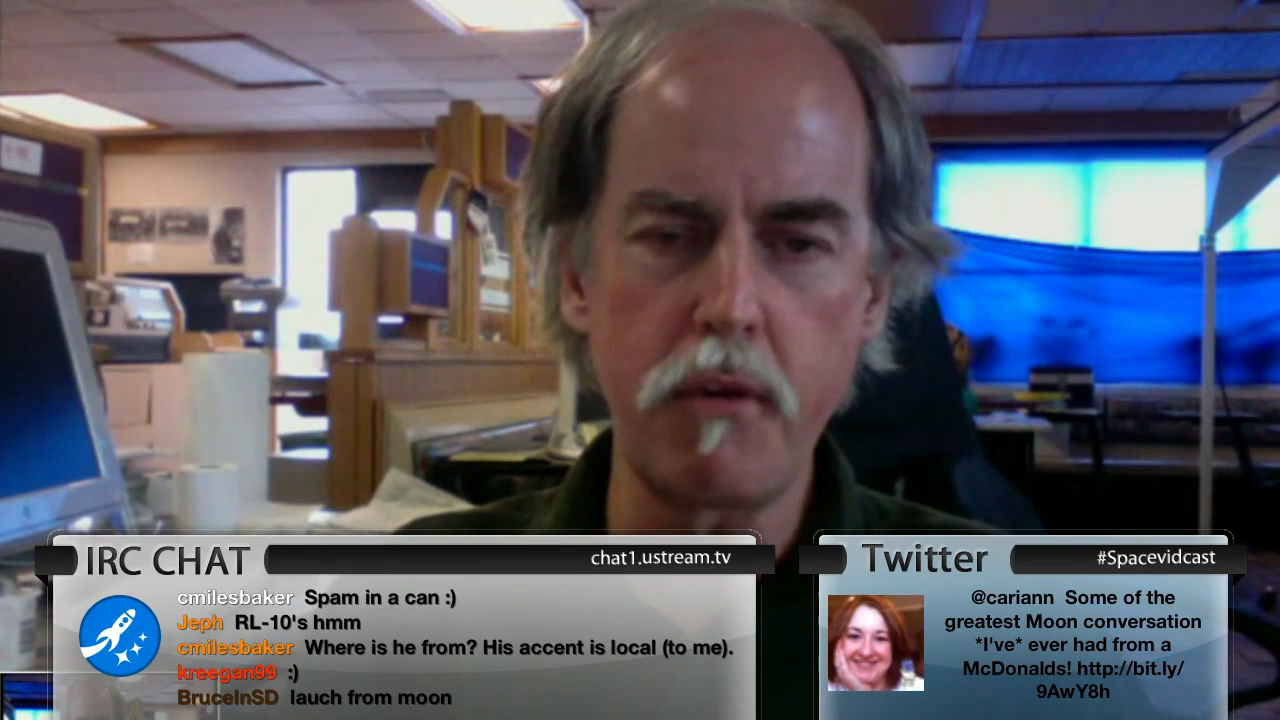 IRC CHAT
chat1.ustream.tv
cmilesbaker Spam in a can :)
Jeph RL-10's hmm
cmilesbaker Where is he from? His accent is local (to me).
kreegan99 :)
BruceInSD lauch from moon
Twitter
#Spacevidcast
@cariann Some of the
greatest Moon conversation
*I've* ever had from a
McDonalds! http://bit.ly/
9AwY8h